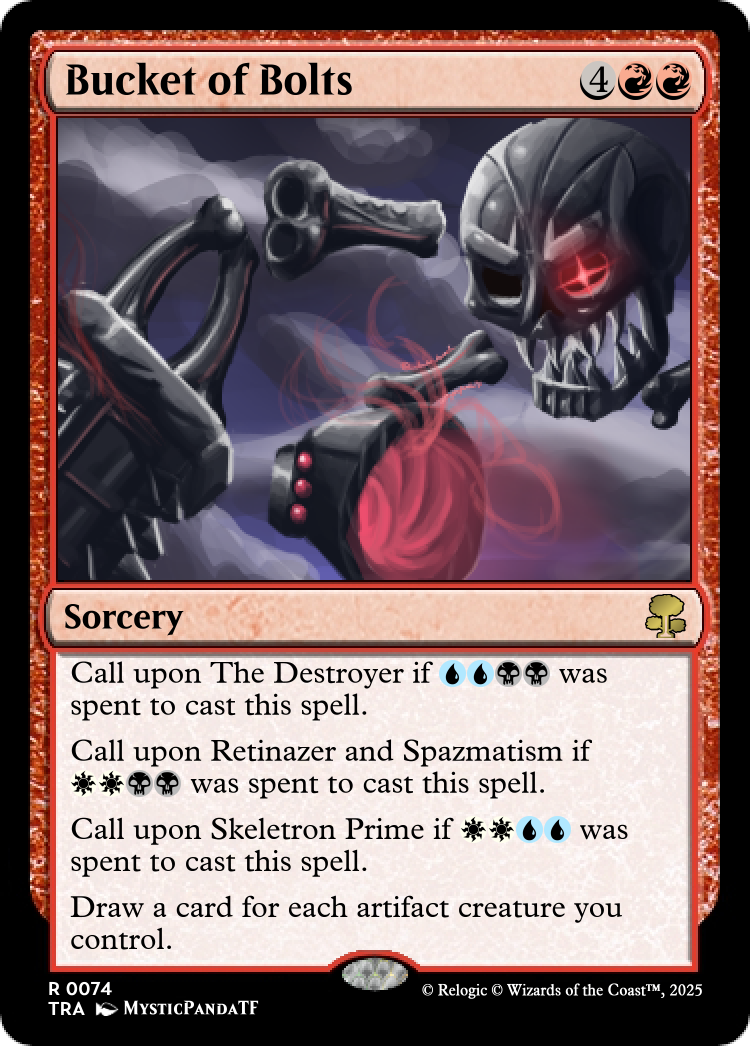 Bucket of Bolts 4
Sorcery
Call upon The Destroyer if was
spent to cast this spell.
Call upon Retinazer and Spazmatism if
was spent to cast this spell.
Call upon Skeletron Prime if was
spent to cast this spell.
Draw a card for each artifact creature you
control.
R 0074
TRA MysticPandaTF
© Relogic © Wizards of the Coast™, 2025